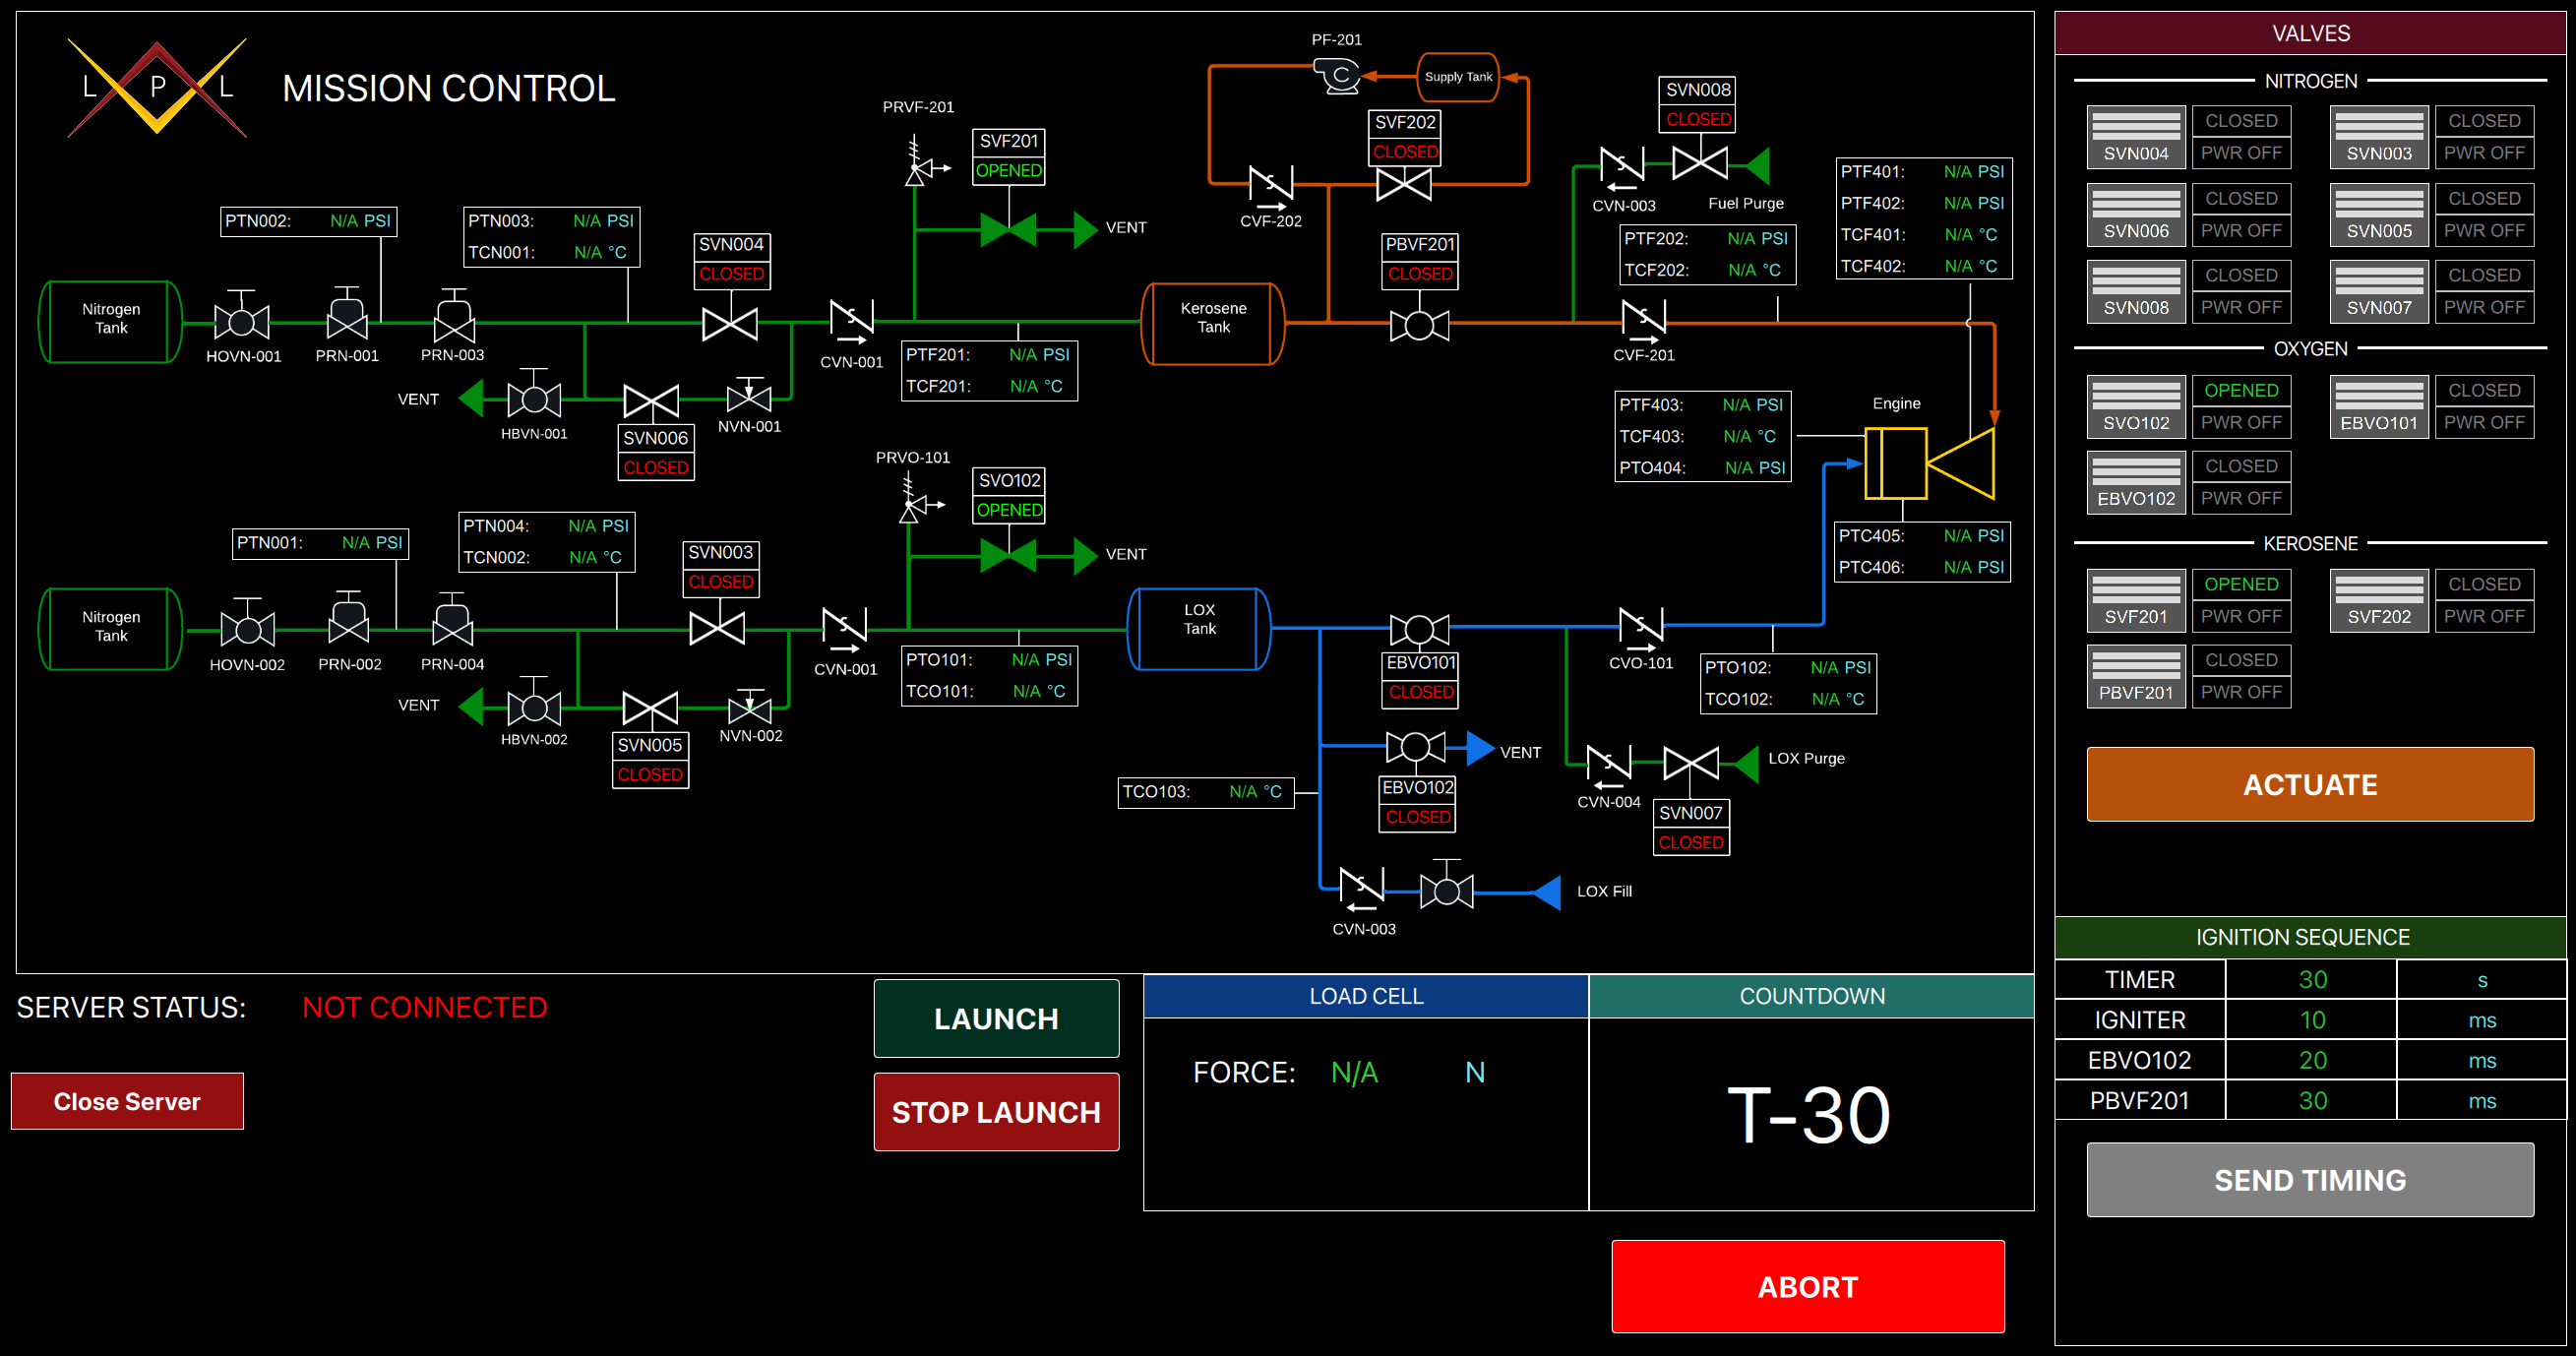 L P L
MISSION CONTROL
PF-201
Supply Tank
C
PRVF-201
SVF201
OPENED
VENT
SVF202
CLOSED
CVF-202
SVN008
CLOSED
CVN-003
Fuel Purge
PTF401: N/A PSI
PTF402: N/A PSI
TCF401: N/A °C
TCF402: N/A °C
PTN002: N/A PSI
PTN003: N/A PSI
TCN001: N/A °C
SVN004
CLOSED
PBVF201
CLOSED
PTF202: N/A PSI
TCF202: N/A °C
Nitrogen
Tank
HOVN-001
PRN-001
PRN-003
CVN-001
Kerosene
Tank
CVF-201
PTF201: N/A PSI
TCF201: N/A °C
VENT
HBVN-001
SVN006
CLOSED
NVN-001
PTF403: N/A PSI
TCF403: N/A °C
PTO404: N/A PSI
Engine
PRVO-101
SVO102
OPENED
VENT
PTN001: N/A PSI
PTN004: N/A PSI
TCN002: N/A °C
SVN003
CLOSED
PTC405: N/A PSI
PTC406: N/A PSI
Nitrogen
Tank
HOVN-002
PRN-002
PRN-004
CVN-001
LOX
Tank
PTO101: N/A PSI
TCO101: N/A °C
EBVO101
CLOSED
CVO-101
PTO102: N/A PSI
TCO102: N/A °C
VENT
HBVN-002
SVN005
CLOSED
NVN-002
VENT
EBVO102
CLOSED
TCO103: N/A °C
LOX Purge
CVN-004
SVN007
CLOSED
LOX Fill
CVN-003
SERVER STATUS: NOT CONNECTED
Close Server
LAUNCH
STOP LAUNCH
LOAD CELL
FORCE: N/A N
COUNTDOWN
T-30
ABORT
VALVES
NITROGEN
SVN004 CLOSED PWR OFF
SVN003 CLOSED PWR OFF
SVN006 CLOSED PWR OFF
SVN005 CLOSED PWR OFF
SVN008 CLOSED PWR OFF
SVN007 CLOSED PWR OFF
OXYGEN
SVO102 OPENED PWR OFF
EBVO101 CLOSED PWR OFF
EBVO102 CLOSED PWR OFF
KEROSENE
SVF201 OPENED PWR OFF
SVF202 CLOSED PWR OFF
PBVF201 CLOSED PWR OFF
ACTUATE
IGNITION SEQUENCE
TIMER 30 s
IGNITER 10 ms
EBVO102 20 ms
PBVF201 30 ms
SEND TIMING